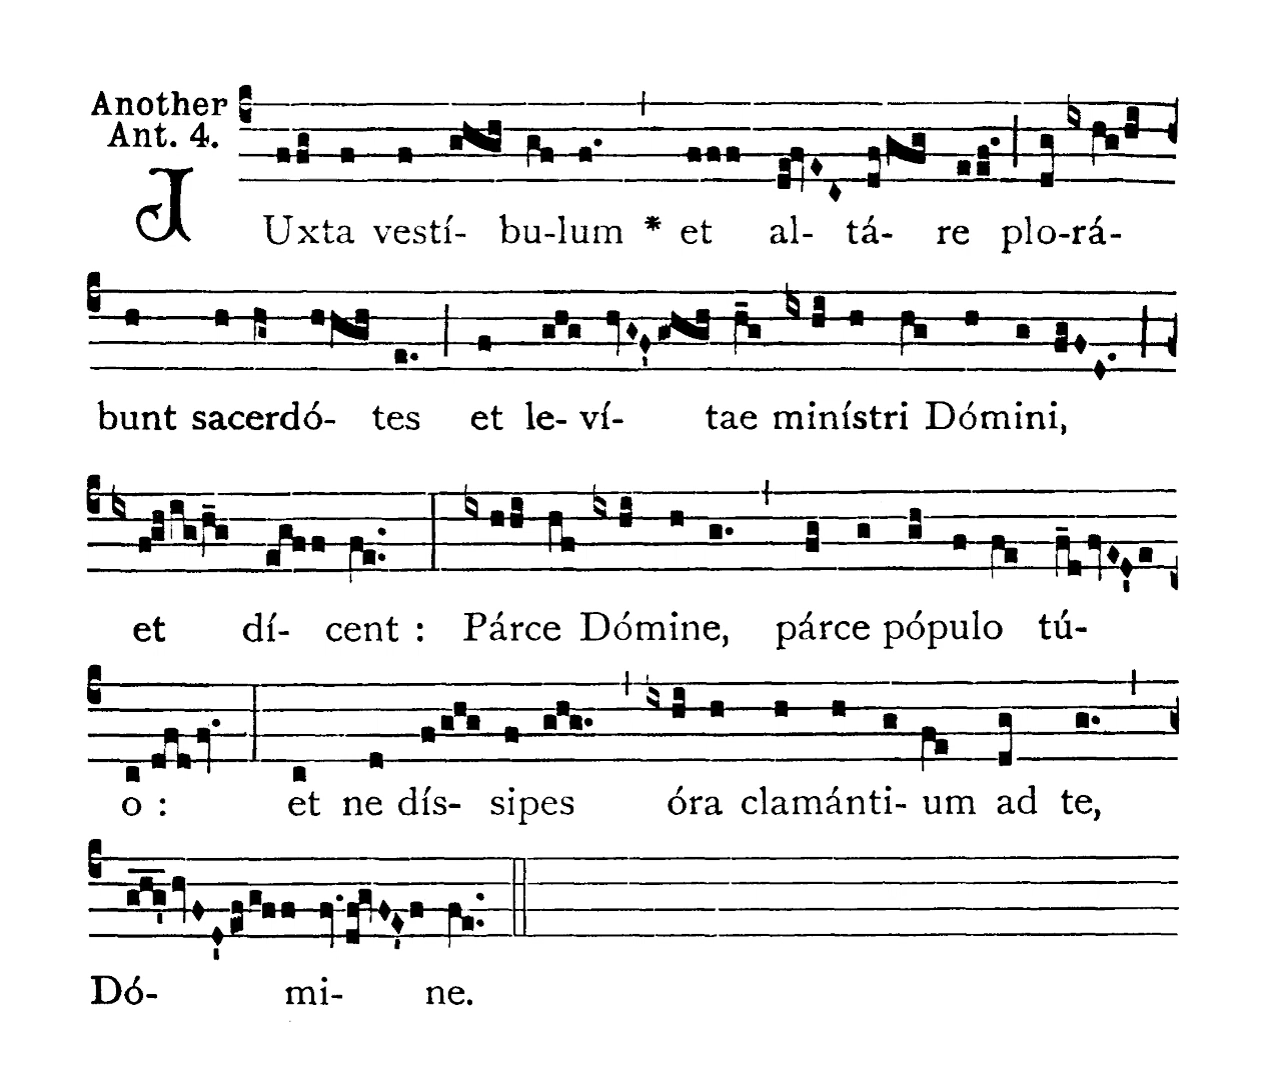 Another
Ant. 4.
JUxta vestí- bu-lum * et al- tá- re plo-rá-
bunt sacerdó- tes et le- ví- tae minístri Dómini,
et dí- cent : Párce Dómine, párce pópulo tú-
o : et ne dís- sipes óra clamánti- um ad te,
Dó- mi- ne.